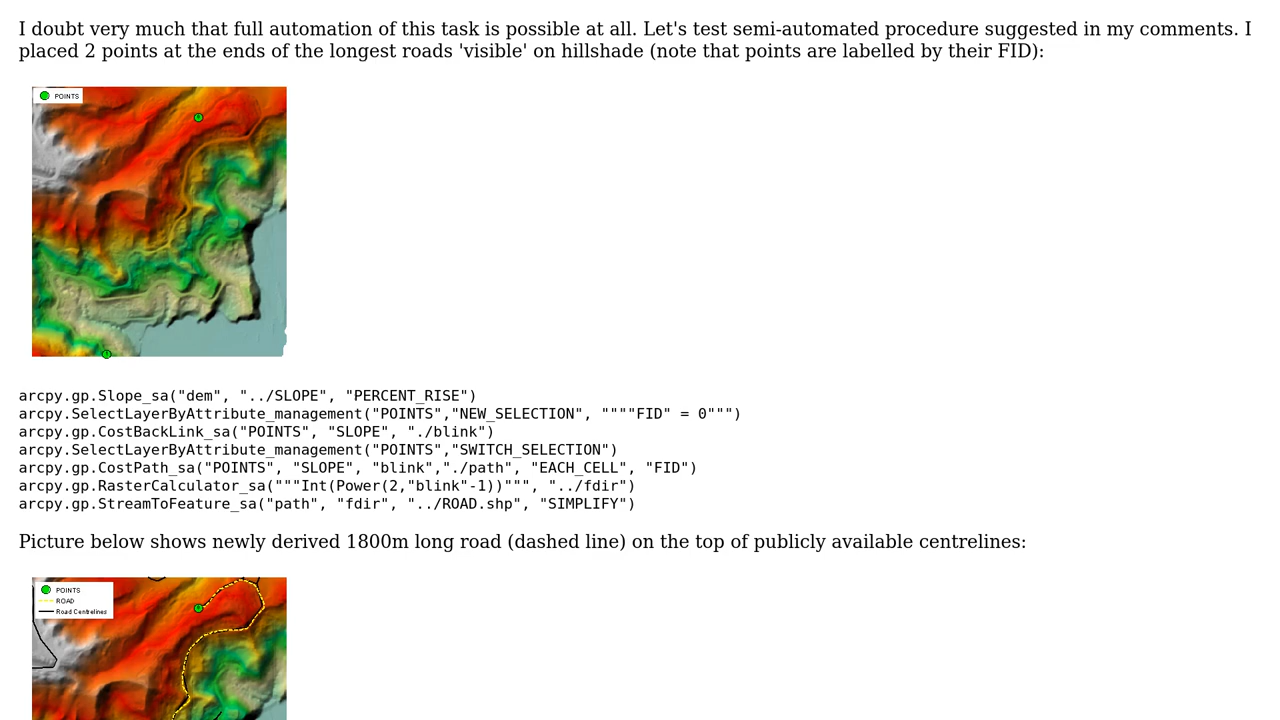 I doubt very much that full automation of this task is possible at all. Let's test semi-automated procedure suggested in my comments. I
placed 2 points at the ends of the longest roads 'visible' on hillshade (note that points are labelled by their FID):
POINTS
arcpy.gp.Slope_sa("dem", "../SLOPE", "PERCENT_RISE")
arcpy.SelectLayerByAttribute_management("POINTS","NEW_SELECTION", """"FID" = 0""")
arcpy.gp.CostBackLink_sa("POINTS", "SLOPE", "./blink")
arcpy.SelectLayerByAttribute_management("POINTS","SWITCH_SELECTION")
arcpy.gp.CostPath_sa("POINTS", "SLOPE", "blink","./path", "EACH_CELL", "FID")
arcpy.gp.RasterCalculator_sa("""Int(Power(2,"blink"-1))""", "../fdir")
arcpy.gp.StreamToFeature_sa("path", "fdir", "../ROAD.shp", "SIMPLIFY")
Picture below shows newly derived 1800m long road (dashed line) on the top of publicly available centrelines:
POINTS
ROAD
Road Centrelines